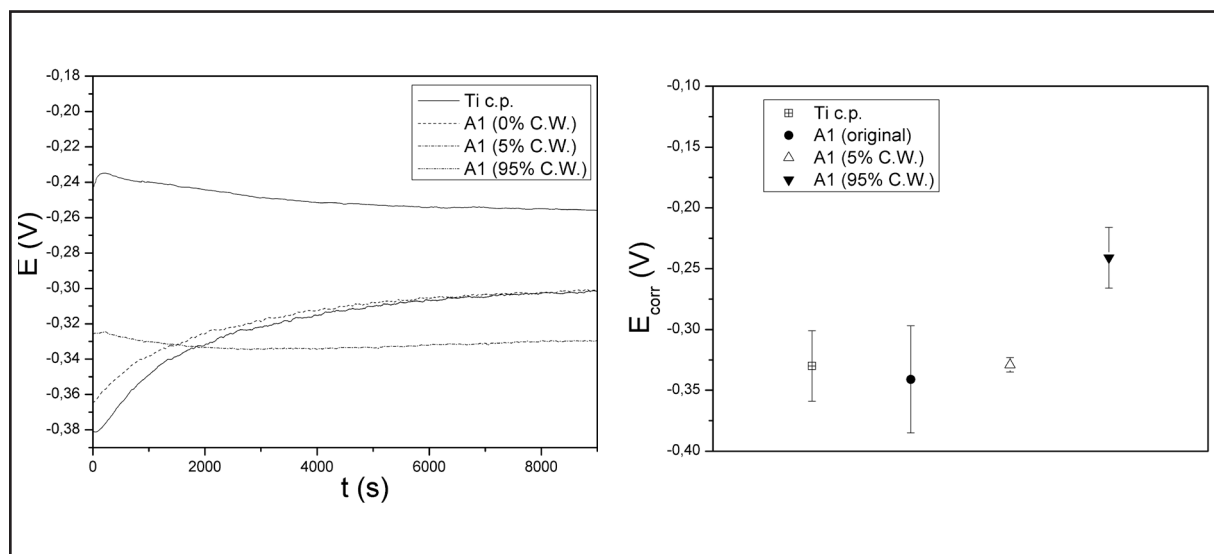 -0,18
-0,20
-0,22
-0,24
-0,26
-0,28
-0,30
-0,32
-0,34
-0,36
-0,38
E (V)
0
2000
4000
6000
8000
t (s)
Ti c.p.
A1 (0% C.W.)
A1 (5% C.W.)
A1 (95% C.W.)
-0,10
-0,15
-0,20
-0,25
-0,30
-0,35
-0,40
Ecorr (V)
Ti c.p.
A1 (original)
A1 (5% C.W.)
A1 (95% C.W.)